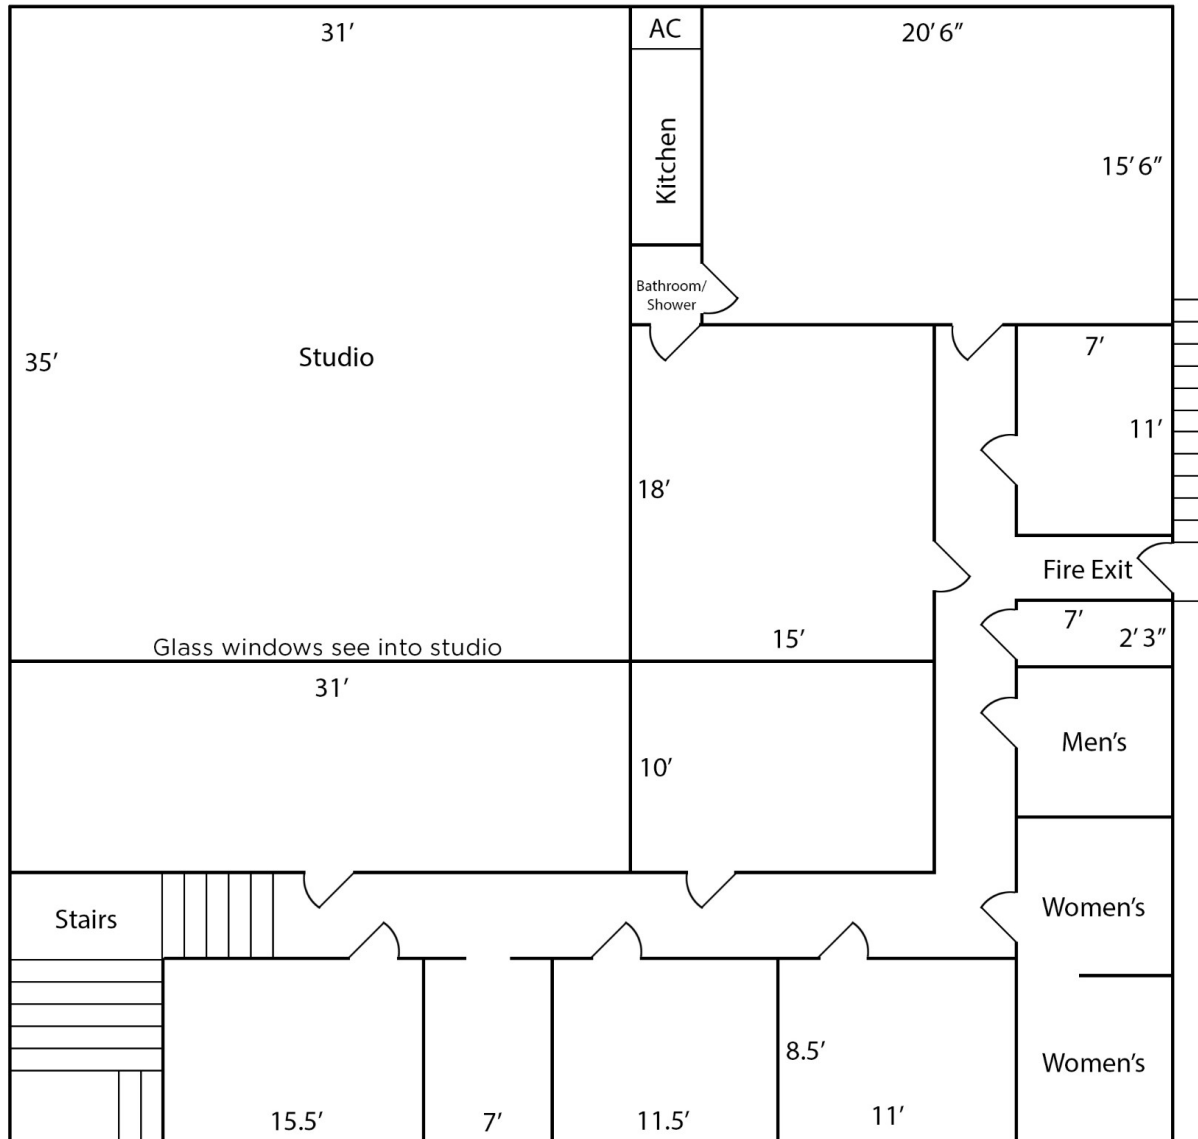 31’
AC
20’ 6”
Kitchen
15’ 6”
Bathroom/
Shower
35’
Studio
7’
11’
18’
Fire Exit
7’
2’ 3”
15’
Glass windows see into studio
31’
Men’s
10’
Women’s
Stairs
8.5’
Women’s
15.5’
7’
11.5’
11’